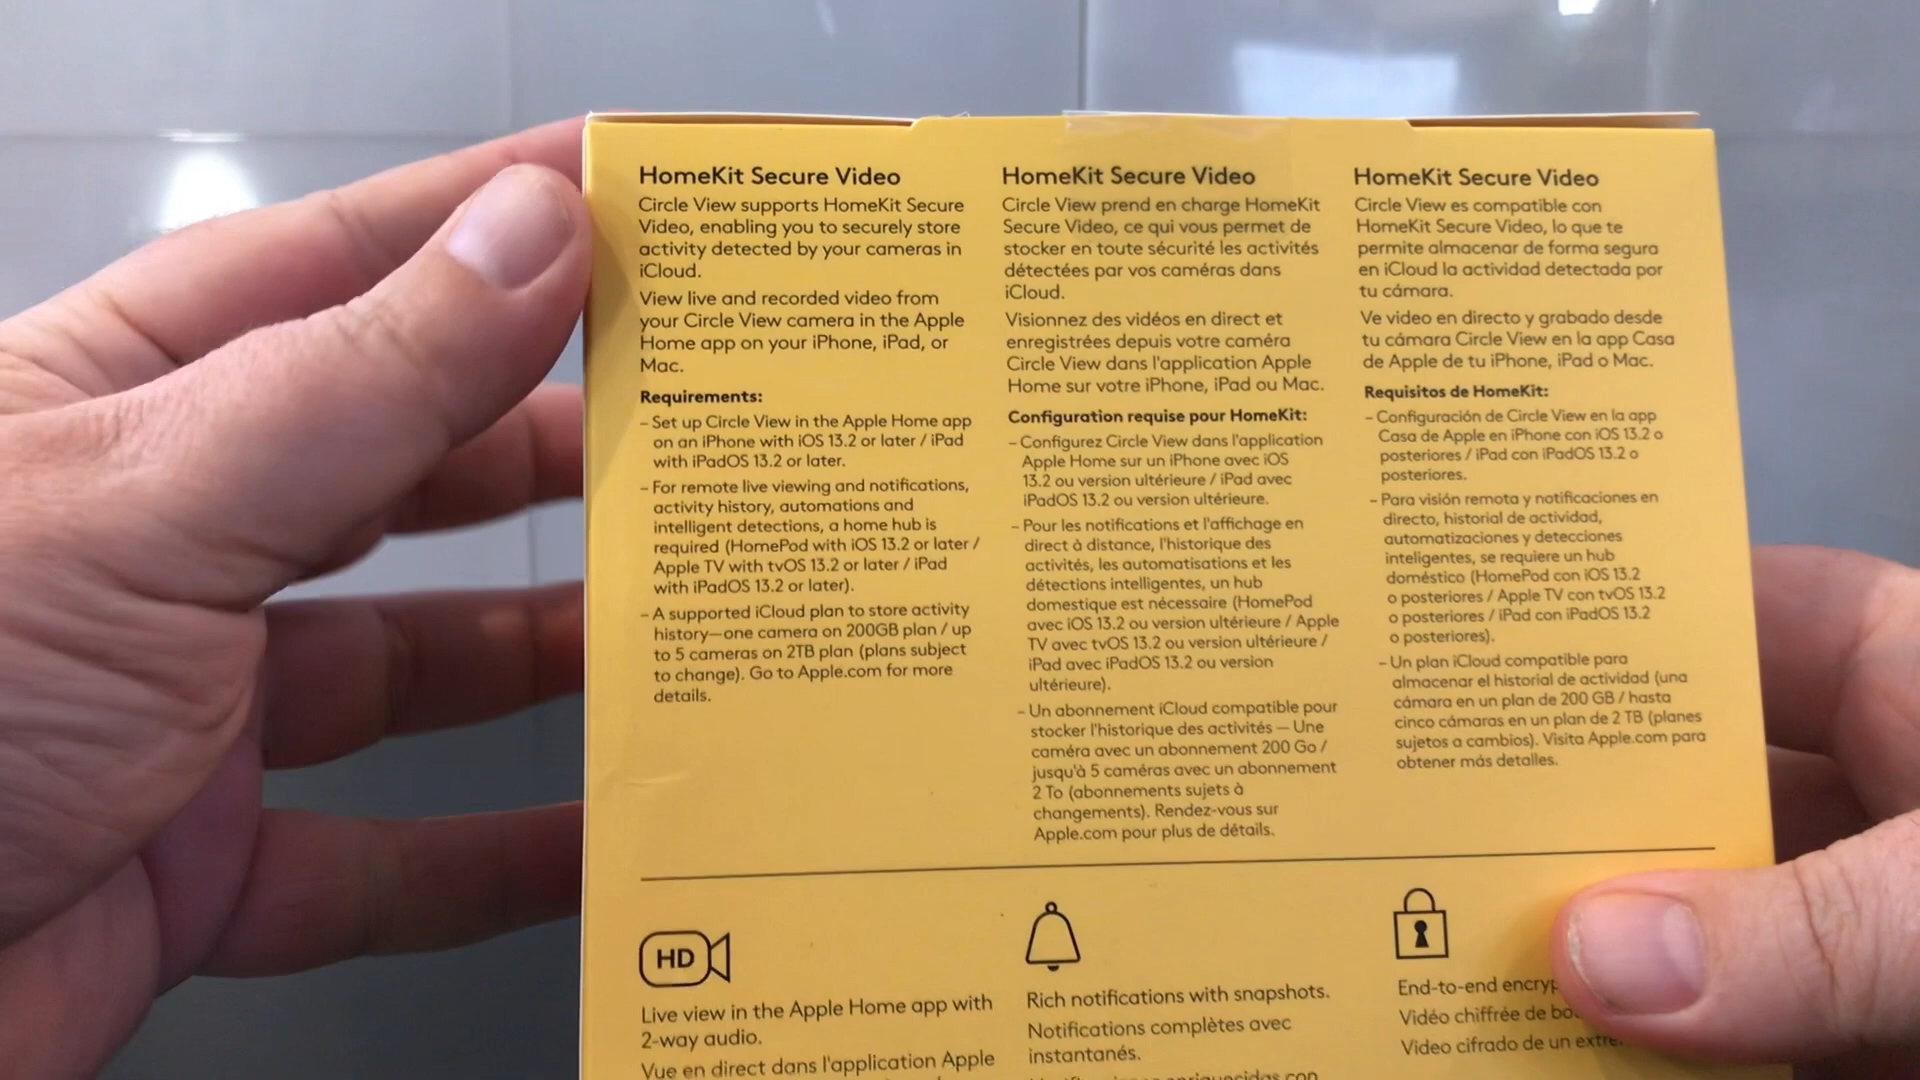 HomeKit Secure Video
Circle View supports HomeKit Secure
Video, enabling you to securely store
activity detected by your cameras in
iCloud.
View live and recorded video from
your Circle View camera in the Apple
Home app on your iPhone, iPad, or
Mac.
Requirements:
– Set up Circle View in the Apple Home app
on an iPhone with iOS 13.2 or later / iPad
with iPadOS 13.2 or later.
– For remote live viewing and notifications,
activity history, automations and
intelligent detections, a home hub is
required (HomePod with iOS 13.2 or later /
Apple TV with tvOS 13.2 or later / iPad
with iPadOS 13.2 or later).
– A supported iCloud plan to store activity
history—one camera on 200GB plan / up
to 5 cameras on 2TB plan (plans subject
to change). Go to Apple.com for more
details.
HomeKit Secure Video
Circle View prend en charge HomeKit
Secure Video, ce qui vous permet de
stocker en toute sécurité les activités
détectées par vos caméras dans
iCloud.
Visionnez des vidéos en direct et
enregistrées depuis votre caméra
Circle View dans l'application Apple
Home sur votre iPhone, iPad ou Mac.
Configuration requise pour HomeKit:
– Configurez Circle View dans l'application
Apple Home sur un iPhone avec iOS
13.2 ou version ultérieure / iPad avec
iPadOS 13.2 ou version ultérieure.
– Pour les notifications et l'affichage en
direct à distance, l'historique des
activités, les automatisations et les
détections intelligentes, un hub
domestique est nécessaire (HomePod
avec iOS 13.2 ou version ultérieure / Apple
TV avec tvOS 13.2 ou version ultérieure /
iPad avec iPadOS 13.2 ou version
ultérieure).
– Un abonnement iCloud compatible pour
stocker l'historique des activités — Une
caméra avec un abonnement 200 Go /
jusqu'à 5 caméras avec un abonnement
2 To (abonnements sujets à
changements). Rendez-vous sur
Apple.com pour plus de détails.
HomeKit Secure Video
Circle View es compatible con
HomeKit Secure Video, lo que te
permite almacenar de forma segura
en iCloud la actividad detectada por
tu cámara.
Ve video en directo y grabado desde
tu cámara Circle View en la app Casa
de Apple de tu iPhone, iPad o Mac.
Requisitos de HomeKit:
– Configuración de Circle View en la app
Casa de Apple en iPhone con iOS 13.2 o
posteriores / iPad con iPadOS 13.2 o
posteriores.
– Para visión remota y notificaciones en
directo, historial de actividad,
automatizaciones y detecciones
inteligentes, se requiere un hub
doméstico (HomePod con iOS 13.2
o posteriores / Apple TV con tvOS 13.2
o posteriores / iPad con iPadOS 13.2
o posteriores).
– Un plan iCloud compatible para
almacenar el historial de actividad (una
cámara en un plan de 200 GB / hasta
cinco cámaras en un plan de 2 TB (planes
sujetos a cambios). Visita Apple.com para
obtener más detalles.
HD
Live view in the Apple Home app with
2-way audio.
Vue en direct dans l'application Apple
Rich notifications with snapshots.
Notifications complètes avec
instantanés.
End-to-end
Vidéo chiffrée de
Video cifrado de un